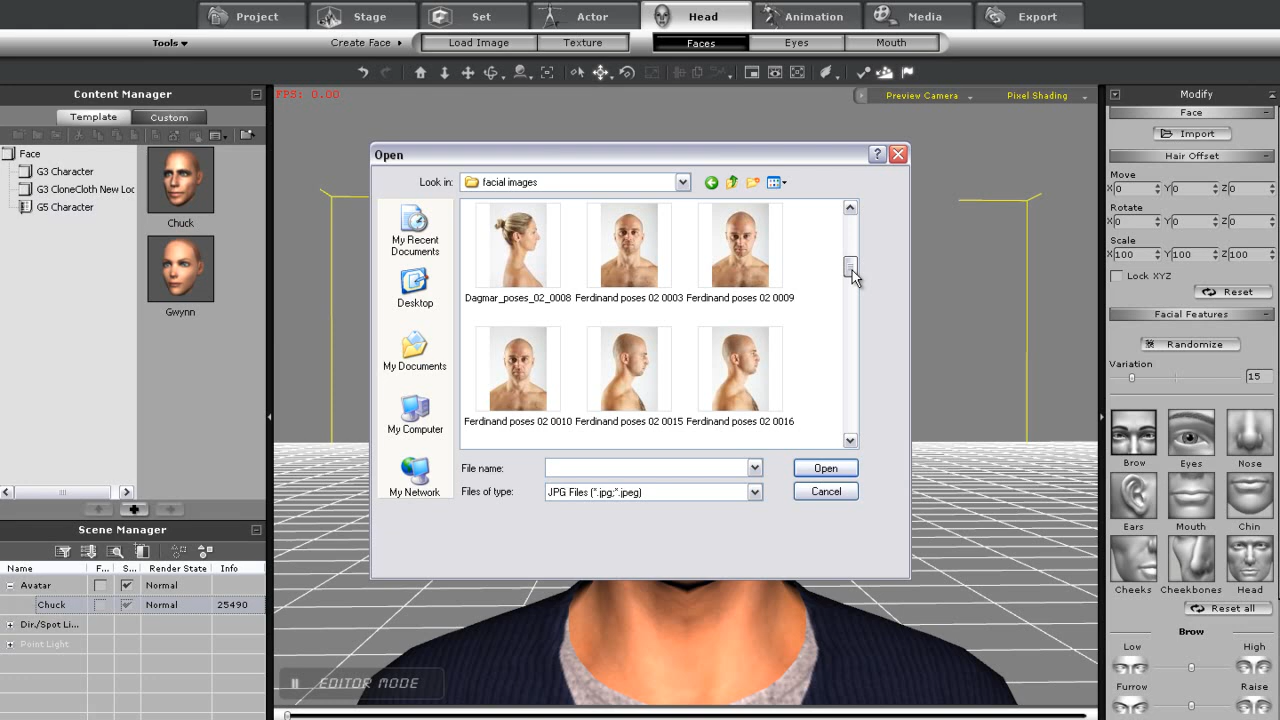 Project Stage Set Actor Head Animation Media Export
Tools Create Face Load Image Texture Faces Eyes Mouth
Content Manager
Template Custom
Face
G3 Character
G3 CloneCloth New Loc
G5 Character
Chuck
Gwynn
FPS: 0.00
Preview Camera Pixel Shading
Open
Look in: facial images
My Recent
Documents
Desktop
My Documents
My Computer
My Network
Dagmar_poses_02_0008 Ferdinand poses 02 0003 Ferdinand poses 02 0009
Ferdinand poses 02 0010 Ferdinand poses 02 0015 Ferdinand poses 02 0016
File name: Open
Files of type: JPG Files (*.jpg;*.jpeg) Cancel
Modify
Face
Import
Hair Offset
Move
X 0 Y 0 Z 0
Rotate
X 0 Y 0 Z 0
Scale
X 100 Y 100 Z 100
Lock XYZ
Reset
Facial Features
Randomize
Variation
15
Brow Eyes Nose
Ears Mouth Chin
Cheeks Cheekbones Head
Reset all
Brow
Low High
Furrow Raise
Scene Manager
Name F... S... Render State Info
Avatar Normal
Chuck Normal 25490
Dir./Spot Li...
Point Light
II EDITOR MODE